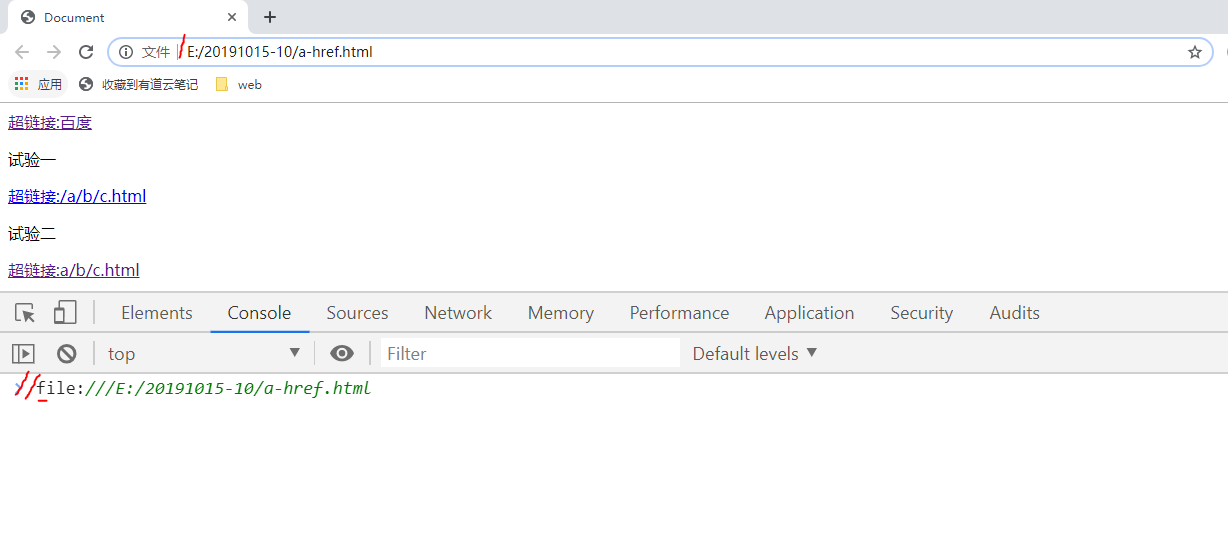 Document
文件 E:/20191015-10/a-href.html
应用 收藏到有道云笔记 web
超链接:百度
试验一
超链接:/a/b/c.html
试验二
超链接:a/b/c.html
Elements Console Sources Network Memory Performance Application Security Audits
top Filter Default levels
file:///E:/20191015-10/a-href.html